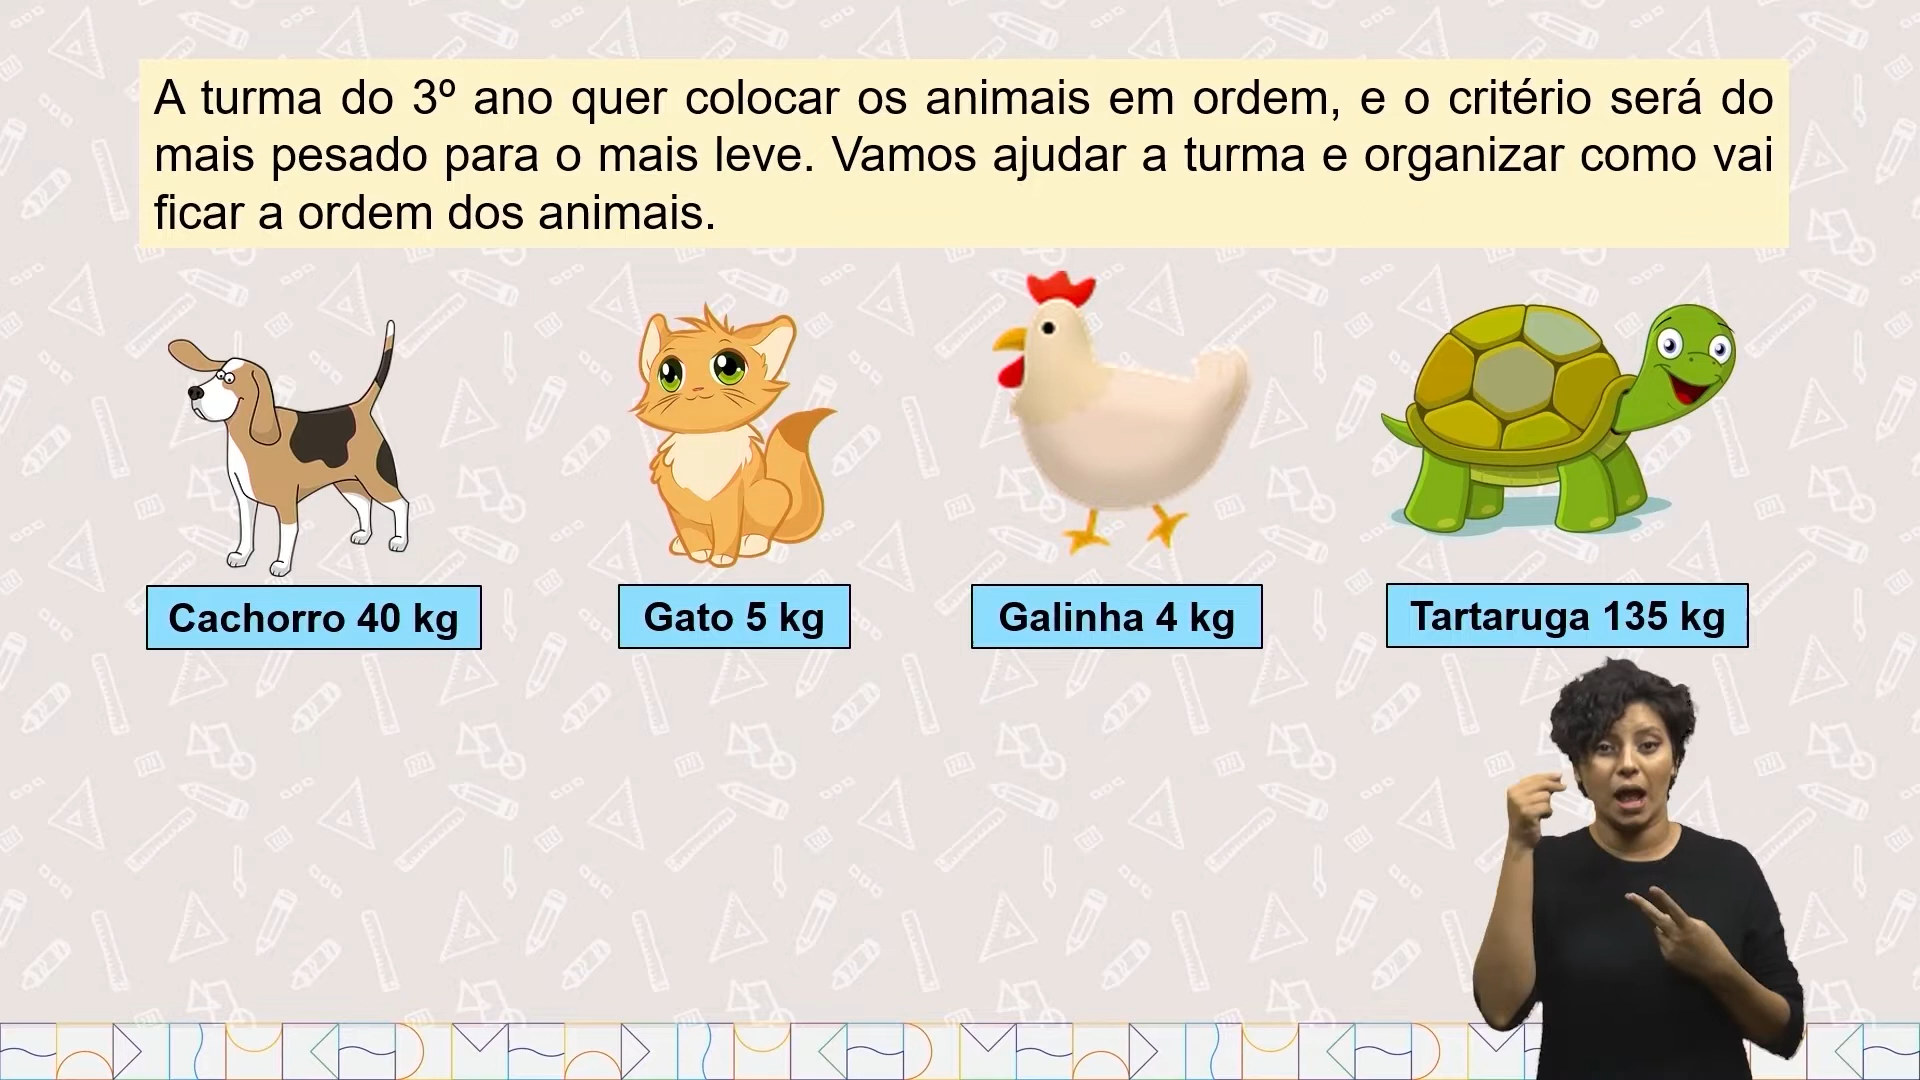 A turma do 3º ano quer colocar os animais em ordem, e o critério será do
mais pesado para o mais leve. Vamos ajudar a turma e organizar como vai
ficar a ordem dos animais.
Cachorro 40 kg
Gato 5 kg
Galinha 4 kg
Tartaruga 135 kg